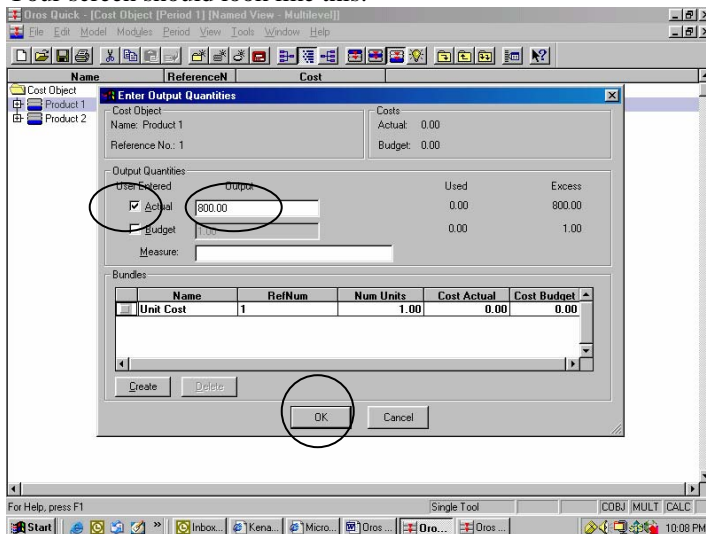 Your screen should look like this:
Oros Quick - [Cost Object [Period 1] [Named View - Multilevel]]
File Edit Model Modules Period View Tools Window Help
Name ReferenceN Cost
Cost Object
Product 1
Product 2
Enter Output Quantities
Cost Object
Name: Product 1
Reference No.: 1
Costs
Actual: 0.00
Budget: 0.00
Output Quantities
User Entered Output Used Excess
Actual 800.00 0.00 800.00
Budget 1.00 0.00 1.00
Measure:
Bundles
Name RefNum Num Units Cost Actual Cost Budget
Unit Cost 1 1.00 0.00 0.00
Create Delete
OK Cancel
For Help, press F1 Single Tool COBJ MULT CALC
Start » Inbox... Kena... Micro... Oros ... Oro... Oros ... 10:08 PM